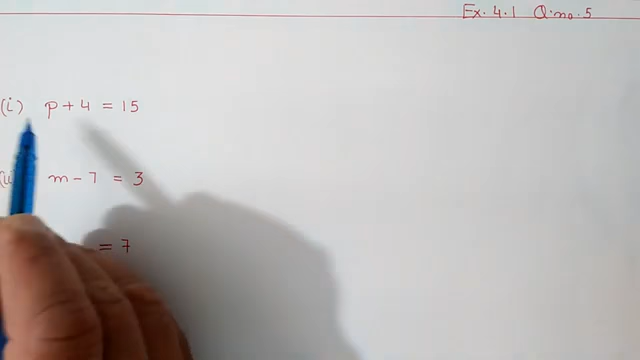 Ex. 4.1 Q.no.5
(i) p + 4 = 15
m - 7 = 3
= 7